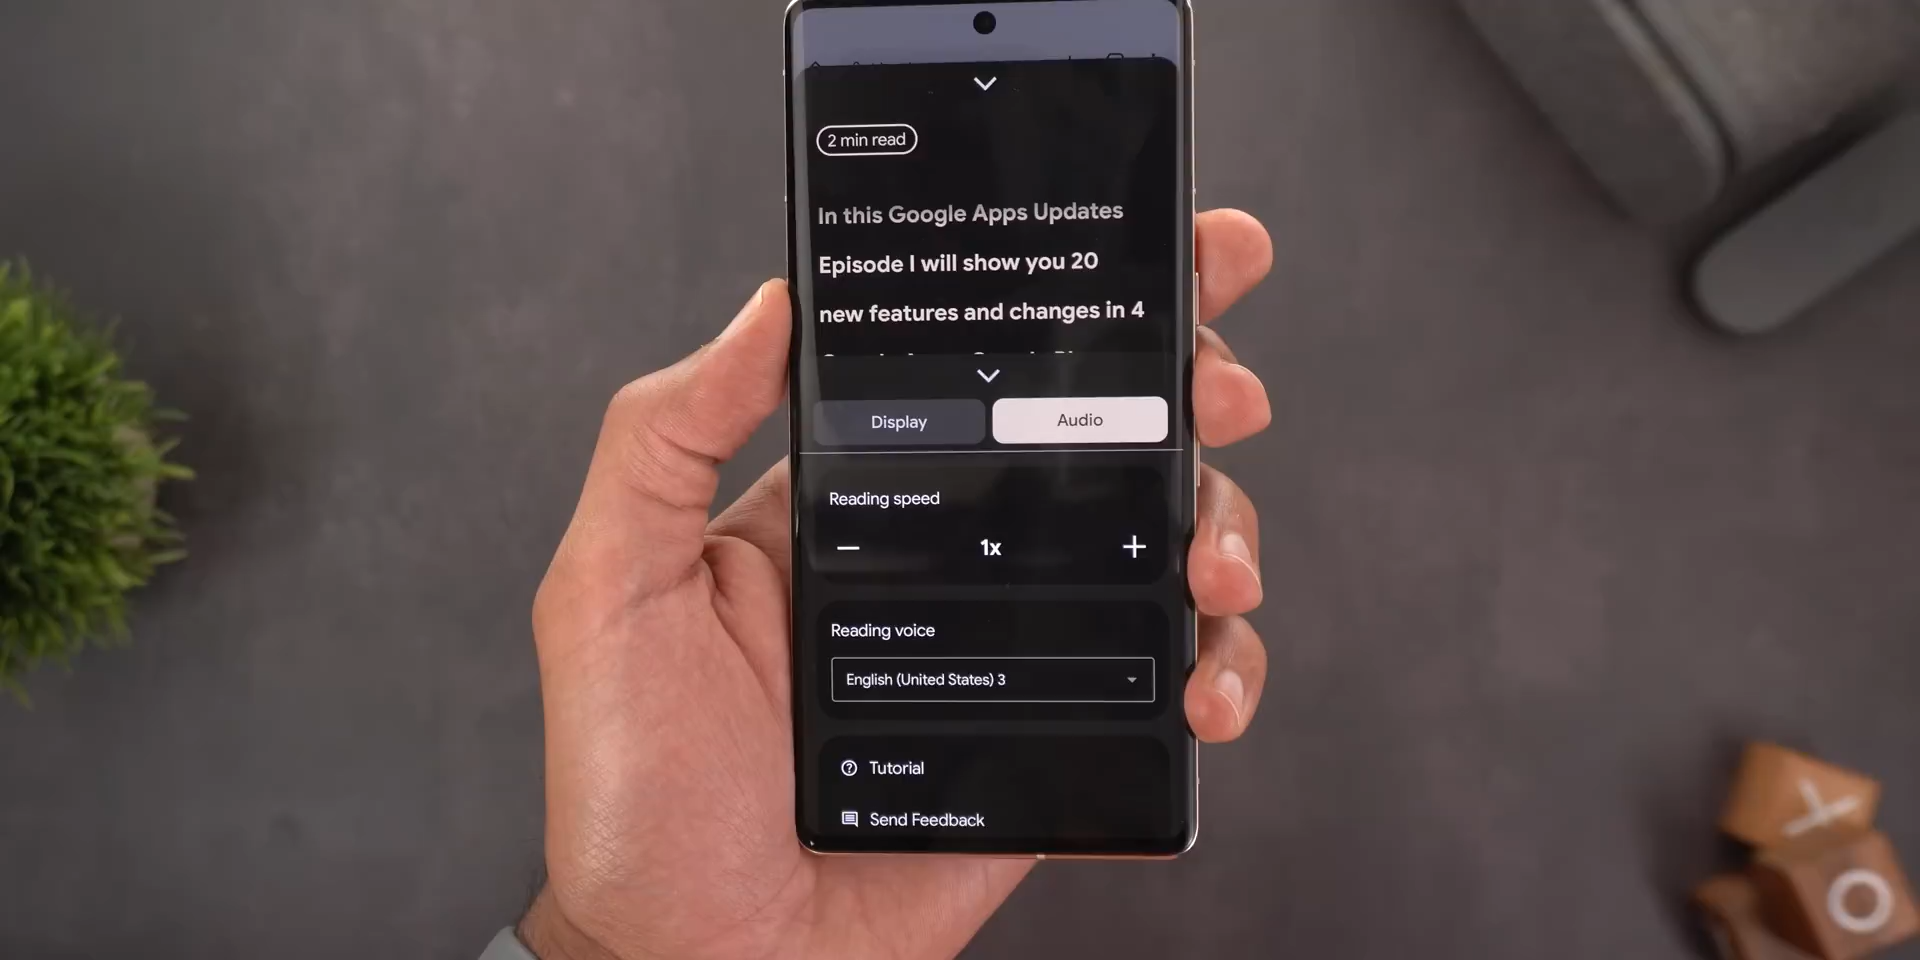 2 min read
In this Google Apps Updates
Episode I will show you 20
new features and changes in 4
Display
Audio
Reading speed
1x
Reading voice
English (United States) 3
Tutorial
Send Feedback
X
O